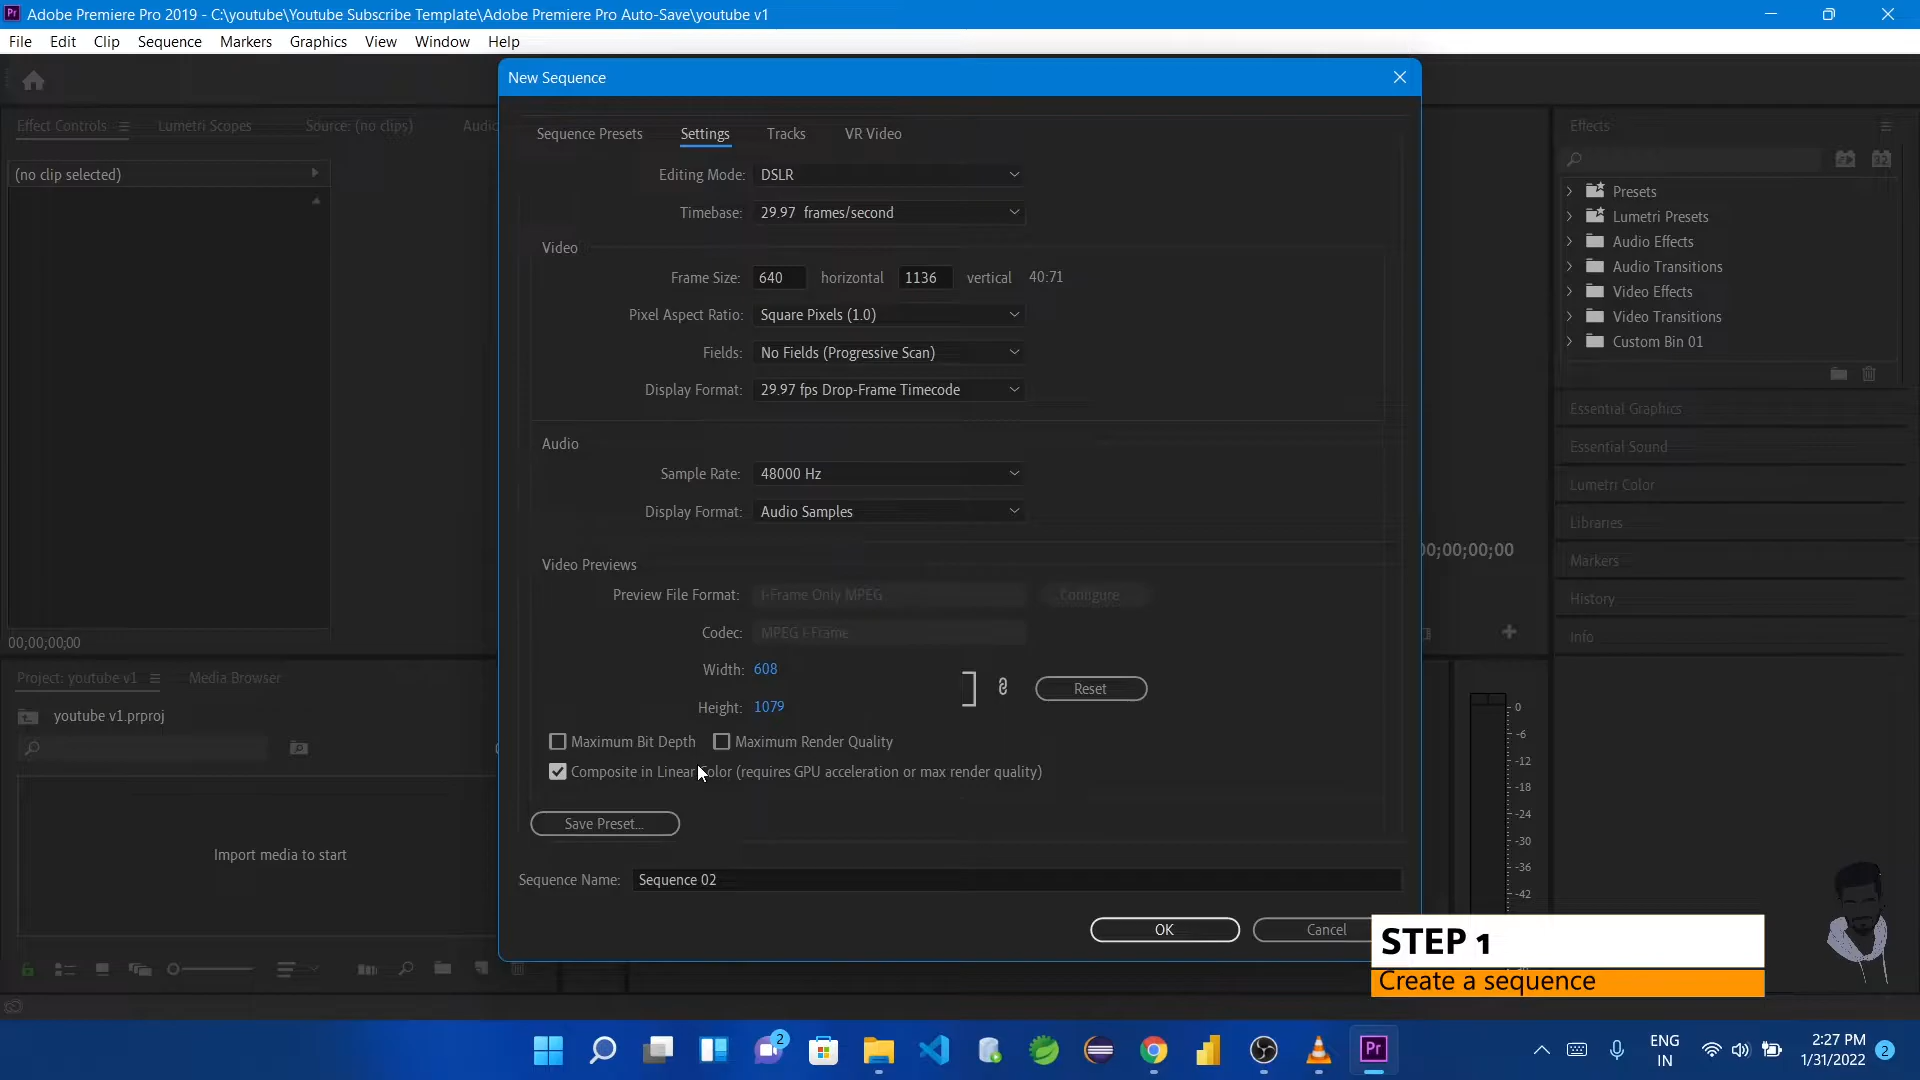 Pr Adobe Premiere Pro 2019 - C:\youtube\Youtube Subscribe Template\Adobe Premiere Pro Auto-Save\youtube v1
File Edit Clip Sequence Markers Graphics View Window Help
New Sequence
Effect Controls Lumetri Scopes Source: (no clips) Audio
(no clip selected)
00;00;00;00
Sequence Presets Settings Tracks VR Video
Editing Mode: DSLR
Timebase: 29.97 frames/second
Video
Frame Size: 640 horizontal 1136 vertical 40:71
Pixel Aspect Ratio: Square Pixels (1.0)
Fields: No Fields (Progressive Scan)
Display Format: 29.97 fps Drop-Frame Timecode
Audio
Sample Rate: 48000 Hz
Display Format: Audio Samples
Video Previews
Preview File Format: I-Frame Only MPEG Configure
Codec: MPEG I-Frame
Width: 608
Height: 1079
Reset
Maximum Bit Depth Maximum Render Quality
Composite in Linear Color (requires GPU acceleration or max render quality)
Save Preset...
Sequence Name: Sequence 02
OK Cancel
Effects
32
Presets
Lumetri Presets
Audio Effects
Audio Transitions
Video Effects
Video Transitions
Custom Bin 01
Essential Graphics
Essential Sound
Lumetri Color
Libraries
Markers
History
Info
00;00;00;00
Project: youtube v1 Media Browser
youtube v1.prproj
Import media to start
0
-6
-12
-18
-24
-30
-36
-42
STEP 1
Create a sequence
2
Pr
ENG
IN
2:27 PM
1/31/2022
2